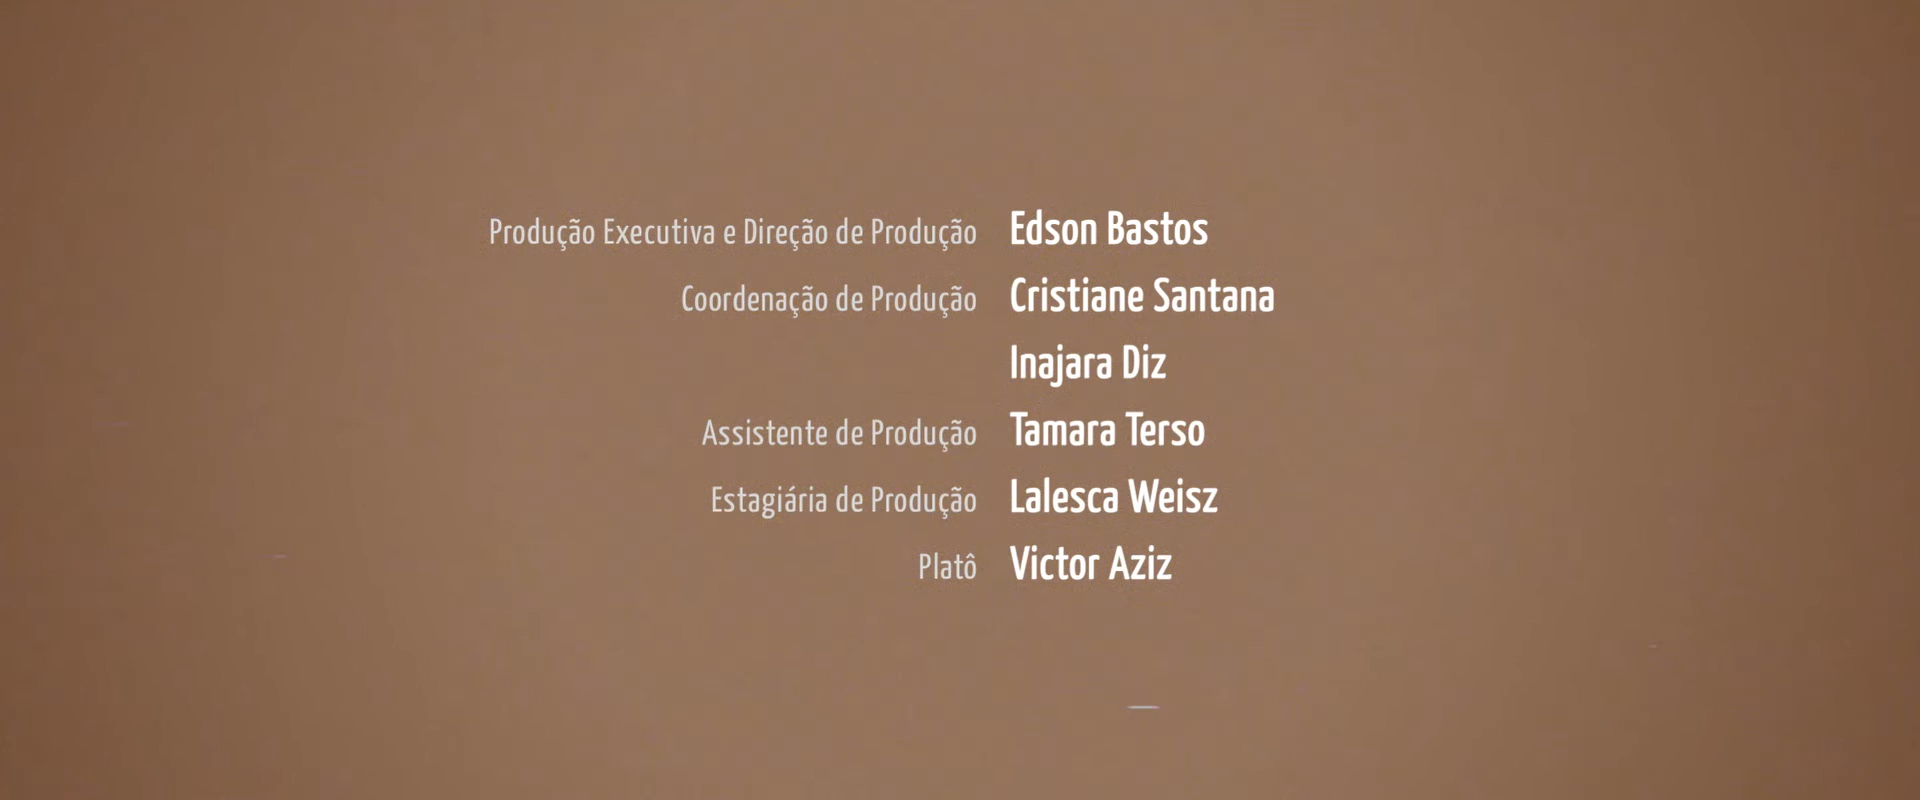 Produção Executiva e Direção de Produção Edson Bastos
Coordenação de Produção Cristiane Santana
Inajara Diz
Assistente de Produção Tamara Terso
Estagiária de Produção Lalesca Weisz
Platô Victor Aziz